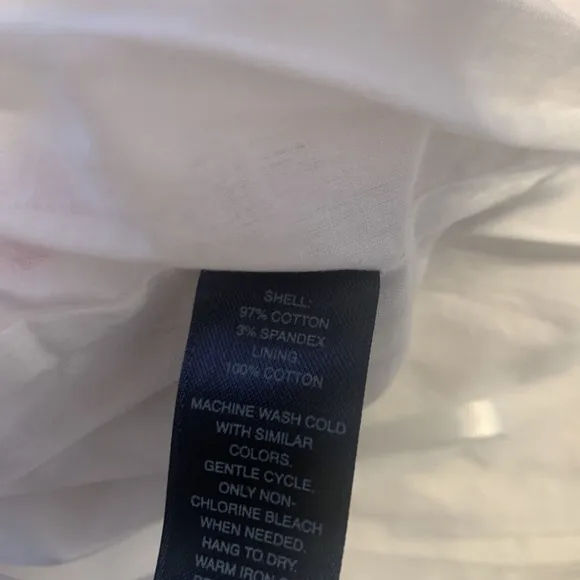 SHELL:
97% COTTON
3% SPANDEX
LINING
100% COTTON
MACHINE WASH COLD
WITH SIMILAR
COLORS.
GENTLE CYCLE.
ONLY NON-
CHLORINE BLEACH
WHEN NEEDED.
HANG TO DRY.
WARM IRON